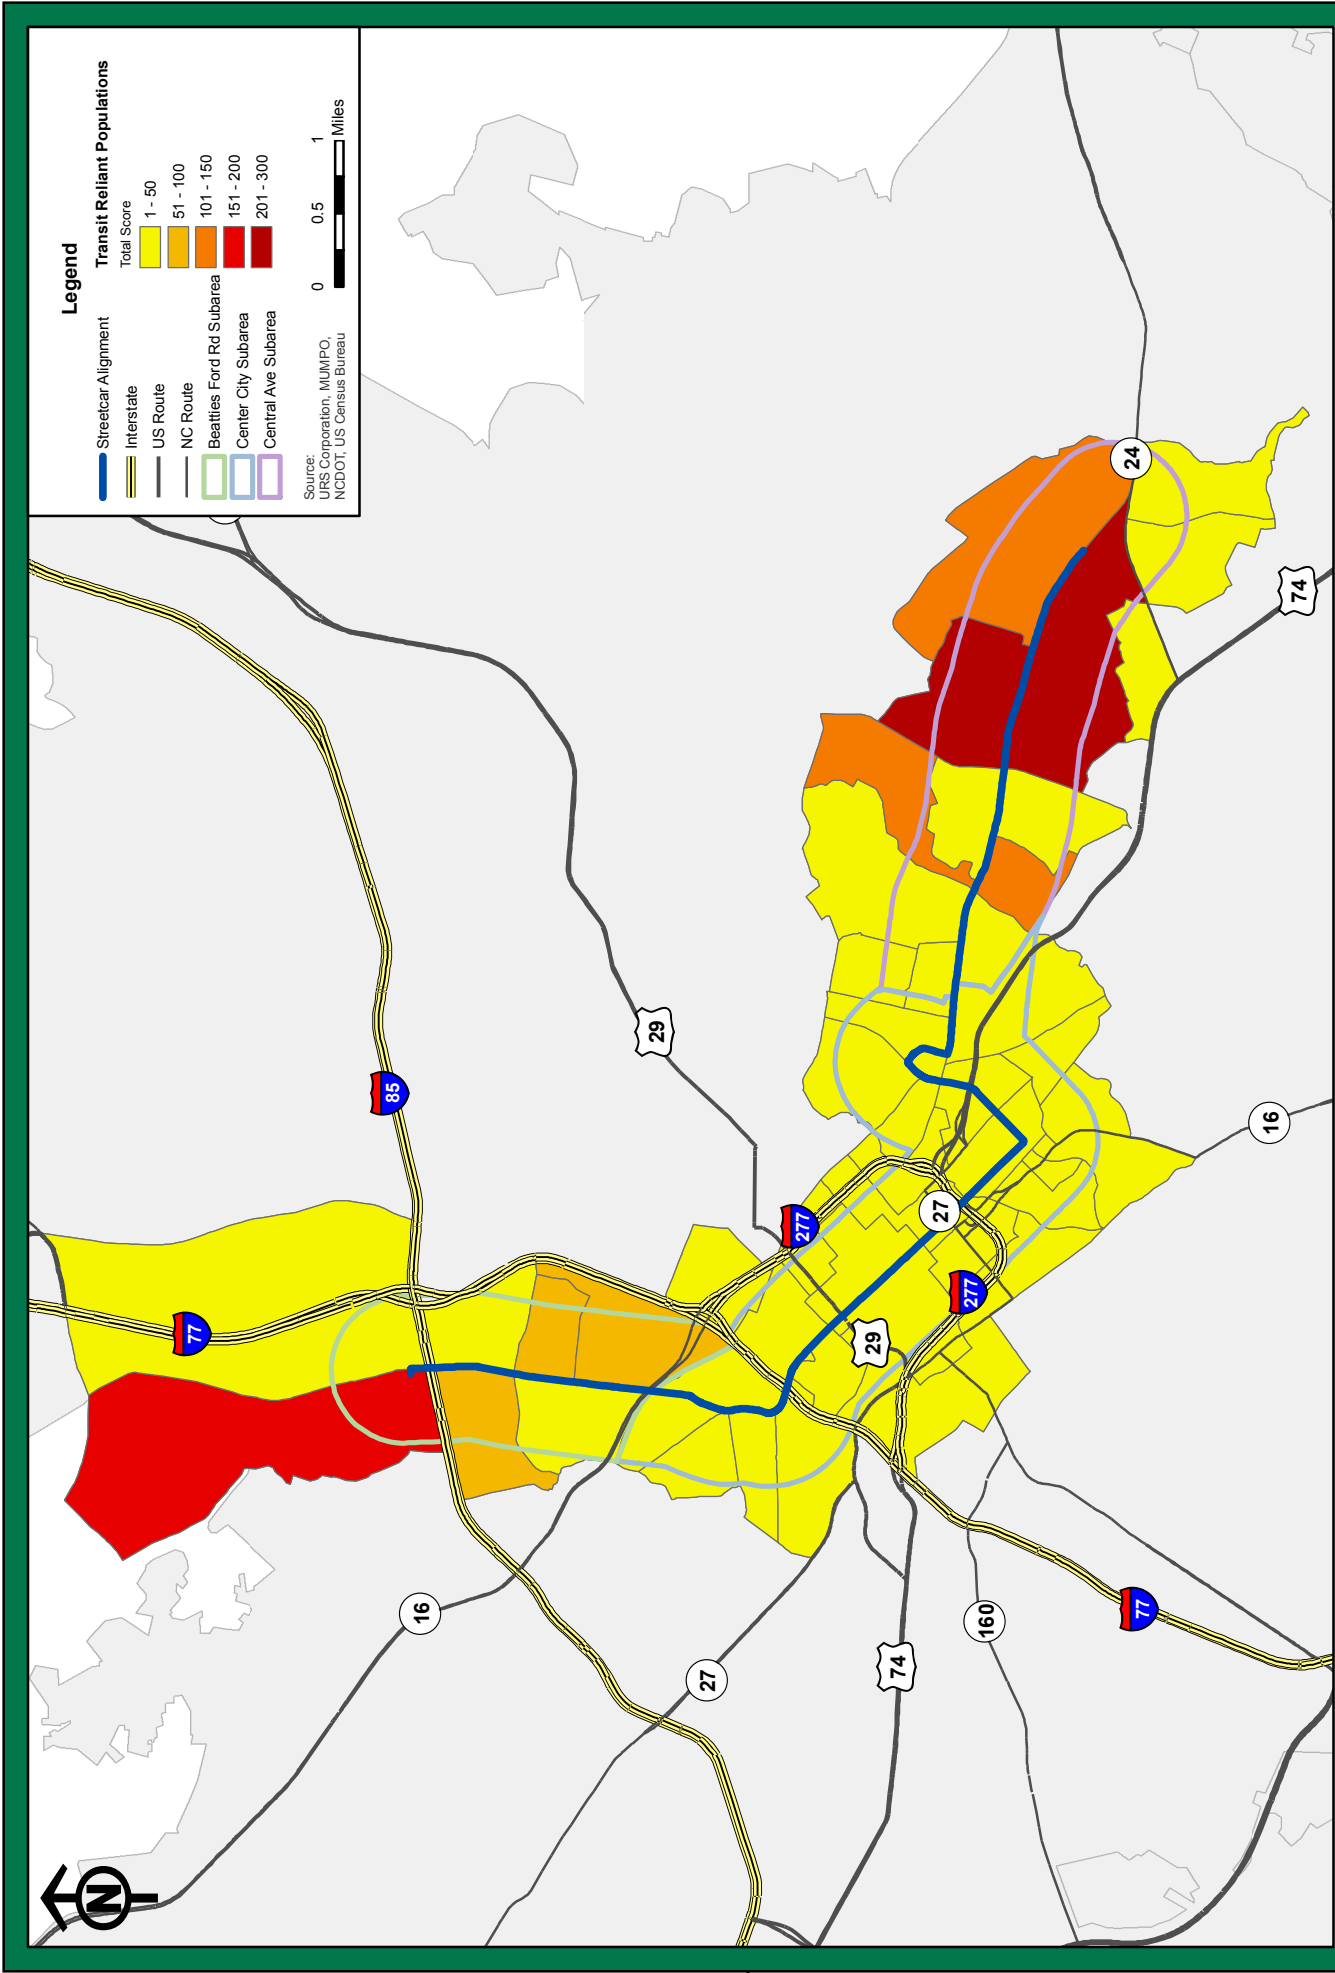 Legend
Streetcar Alignment
Interstate
US Route
NC Route
Beatties Ford Rd Subarea
Center City Subarea
Central Ave Subarea
Transit Reliant Populations
Total Score
1 - 50
51 - 100
101 - 150
151 - 200
201 - 300
Source:
URS Corporation, MUMPO,
NCDOT, US Census Bureau
0 0.5 1
Miles
N
77
85
16
29
277
27
27
29
277
74
160
77
16
24
74